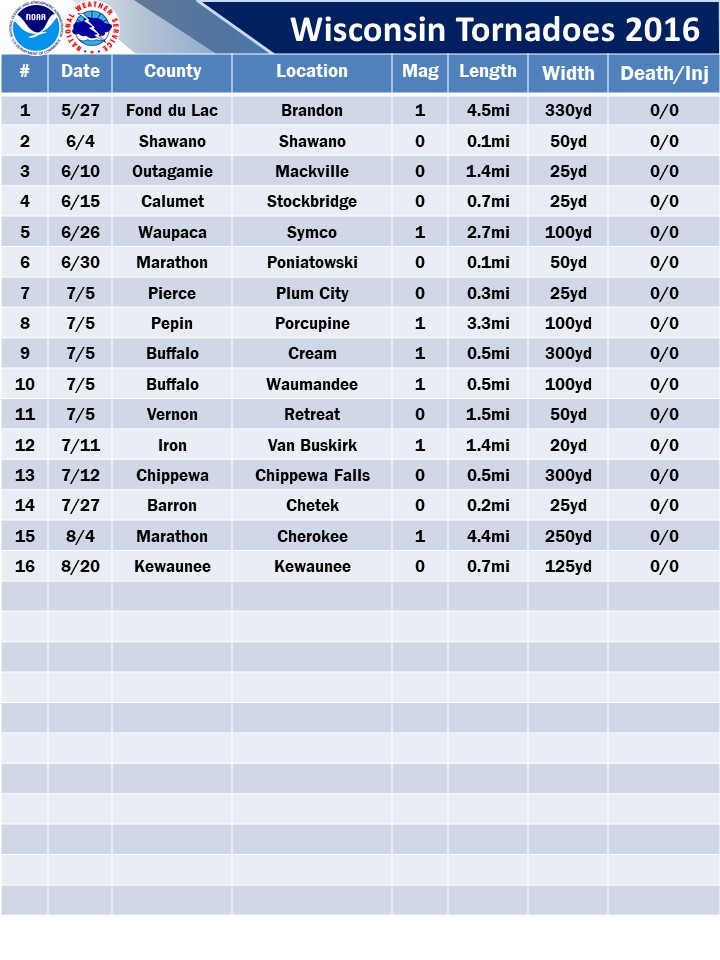 NOAA
NATIONAL WEATHER SERVICE
Wisconsin Tornadoes 2016
# Date County Location Mag Length Width Death/Inj
1 5/27 Fond du Lac Brandon 1 4.5mi 330yd 0/0
2 6/4 Shawano Shawano 0 0.1mi 50yd 0/0
3 6/10 Outagamie Mackville 0 1.4mi 25yd 0/0
4 6/15 Calumet Stockbridge 0 0.7mi 25yd 0/0
5 6/26 Waupaca Symco 1 2.7mi 100yd 0/0
6 6/30 Marathon Poniatowski 0 0.1mi 50yd 0/0
7 7/5 Pierce Plum City 0 0.3mi 25yd 0/0
8 7/5 Pepin Porcupine 1 3.3mi 100yd 0/0
9 7/5 Buffalo Cream 1 0.5mi 300yd 0/0
10 7/5 Buffalo Waumandee 1 0.5mi 100yd 0/0
11 7/5 Vernon Retreat 0 1.5mi 50yd 0/0
12 7/11 Iron Van Buskirk 1 1.4mi 20yd 0/0
13 7/12 Chippewa Chippewa Falls 0 0.5mi 300yd 0/0
14 7/27 Barron Chetek 0 0.2mi 25yd 0/0
15 8/4 Marathon Cherokee 1 4.4mi 250yd 0/0
16 8/20 Kewaunee Kewaunee 0 0.7mi 125yd 0/0